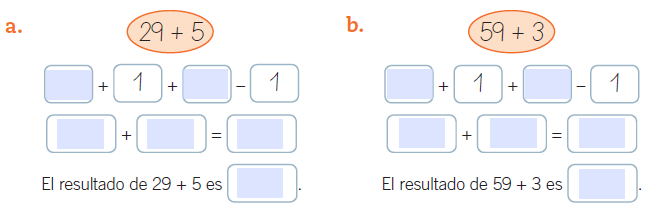 a. 29 + 5
+ 1 + - 1
+ =
El resultado de 29 + 5 es .
b. 59 + 3
+ 1 + - 1
+ =
El resultado de 59 + 3 es .